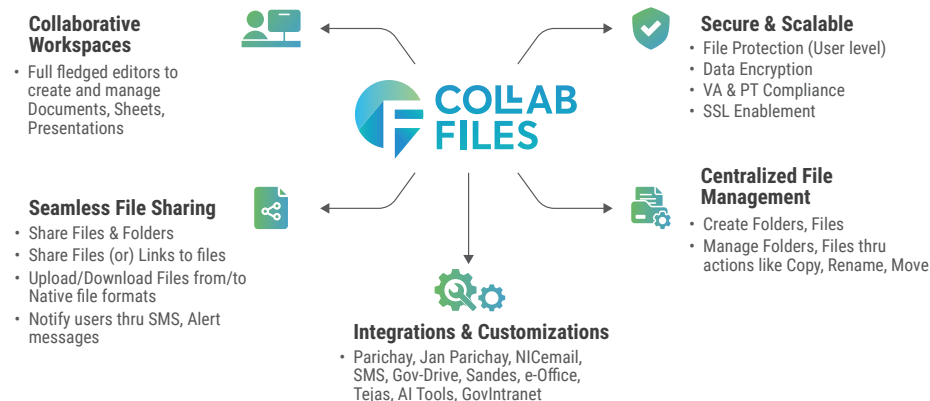 Collaborative
Workspaces
• Full fledged editors to
create and manage
Documents, Sheets,
Presentations
COLLAB
FILES
Secure & Scalable
• File Protection (User level)
• Data Encryption
• VA & PT Compliance
• SSL Enablement
Seamless File Sharing
• Share Files & Folders
• Share Files (or) Links to files
• Upload/Download Files from/to
Native file formats
• Notify users thru SMS, Alert
messages
Centralized File
Management
• Create Folders, Files
• Manage Folders, Files thru
actions like Copy, Rename, Move
Integrations & Customizations
• Parichay, Jan Parichay, NICemail,
SMS, Gov-Drive, Sandes, e-Office,
Tejas, AI Tools, GovIntranet